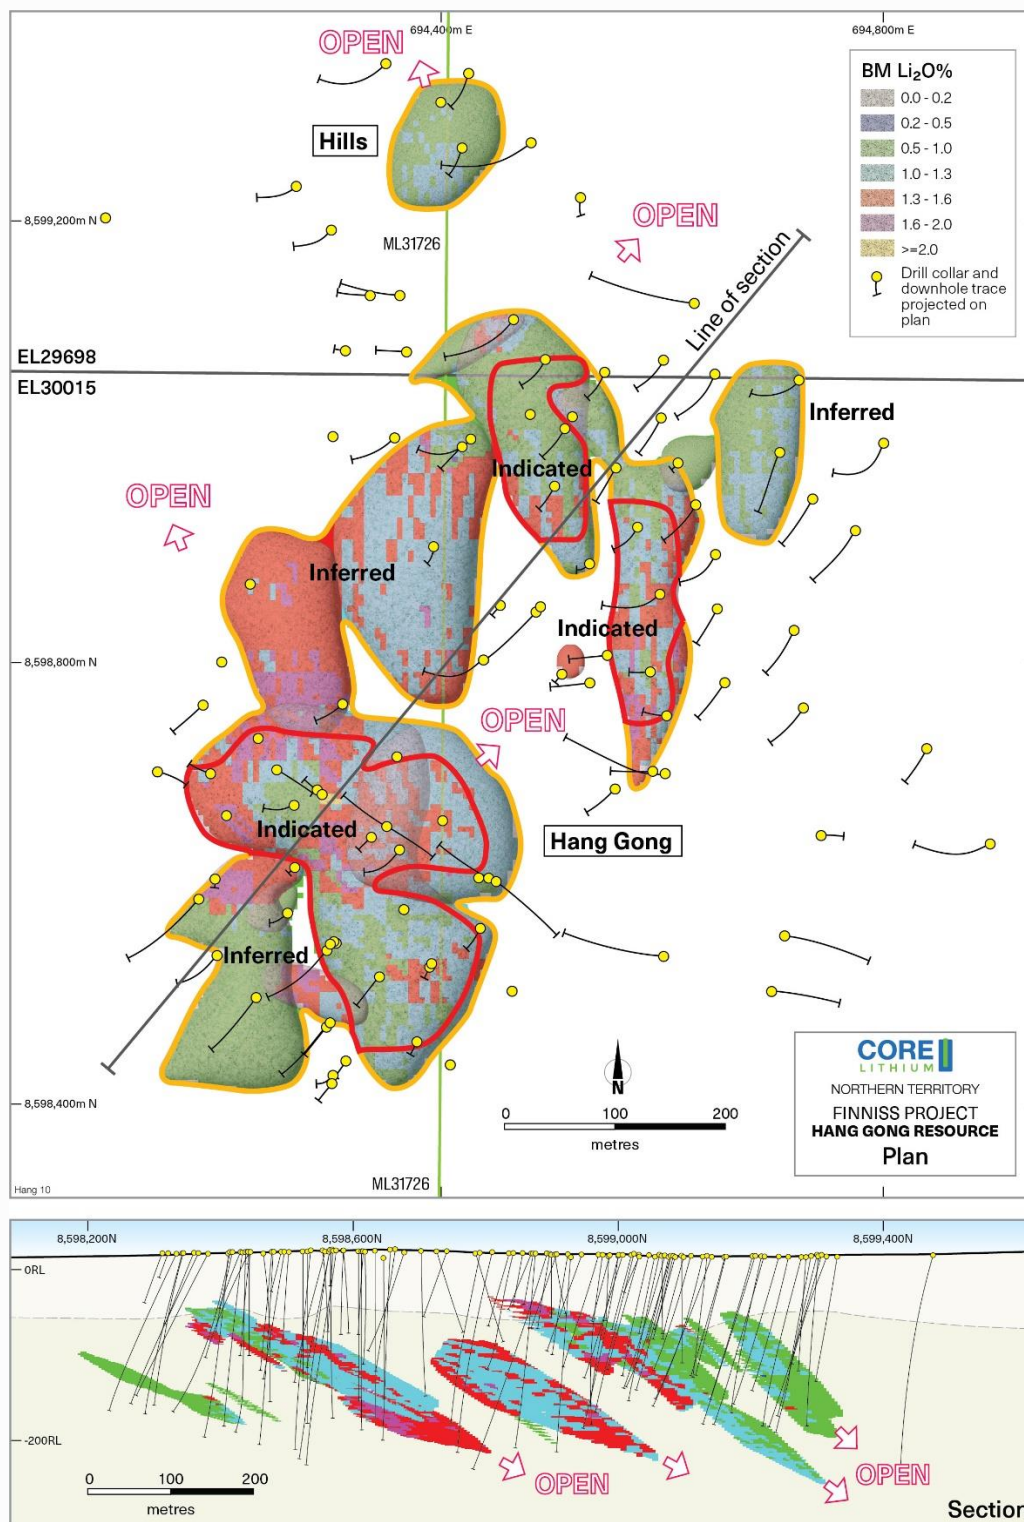 694,400m E
694,800m E
OPEN
Hills
BM Li₂O%
0.0 - 0.2
0.2 - 0.5
0.5 - 1.0
1.0 - 1.3
1.3 - 1.6
1.6 - 2.0
>=2.0
Drill collar and
downhole trace
projected on
plan
8,599,200m N
ML31726
OPEN
Line of section
EL29698
EL30015
Inferred
Indicated
OPEN
Inferred
Indicated
8,598,800m N
OPEN
Indicated
Hang Gong
Inferred
N
0 100 200
metres
8,598,400m N
ML31726
Hang 10
CORE
LITHIUM
NORTHERN TERRITORY
FINNISS PROJECT
HANG GONG RESOURCE
Plan
8,598,200N
8,598,600N
8,599,000N
8,599,400N
0RL
-200RL
0 100 200
metres
OPEN
OPEN
Section